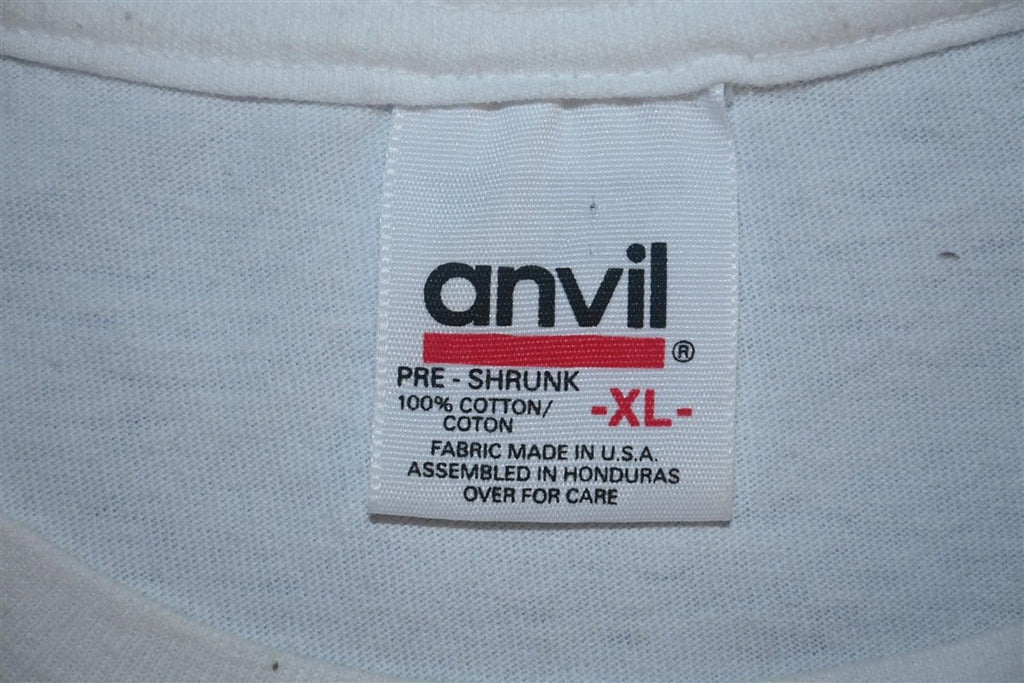 anvil®
PRE - SHRUNK
100% COTTON/
COTON
-XL-
FABRIC MADE IN U.S.A.
ASSEMBLED IN HONDURAS
OVER FOR CARE